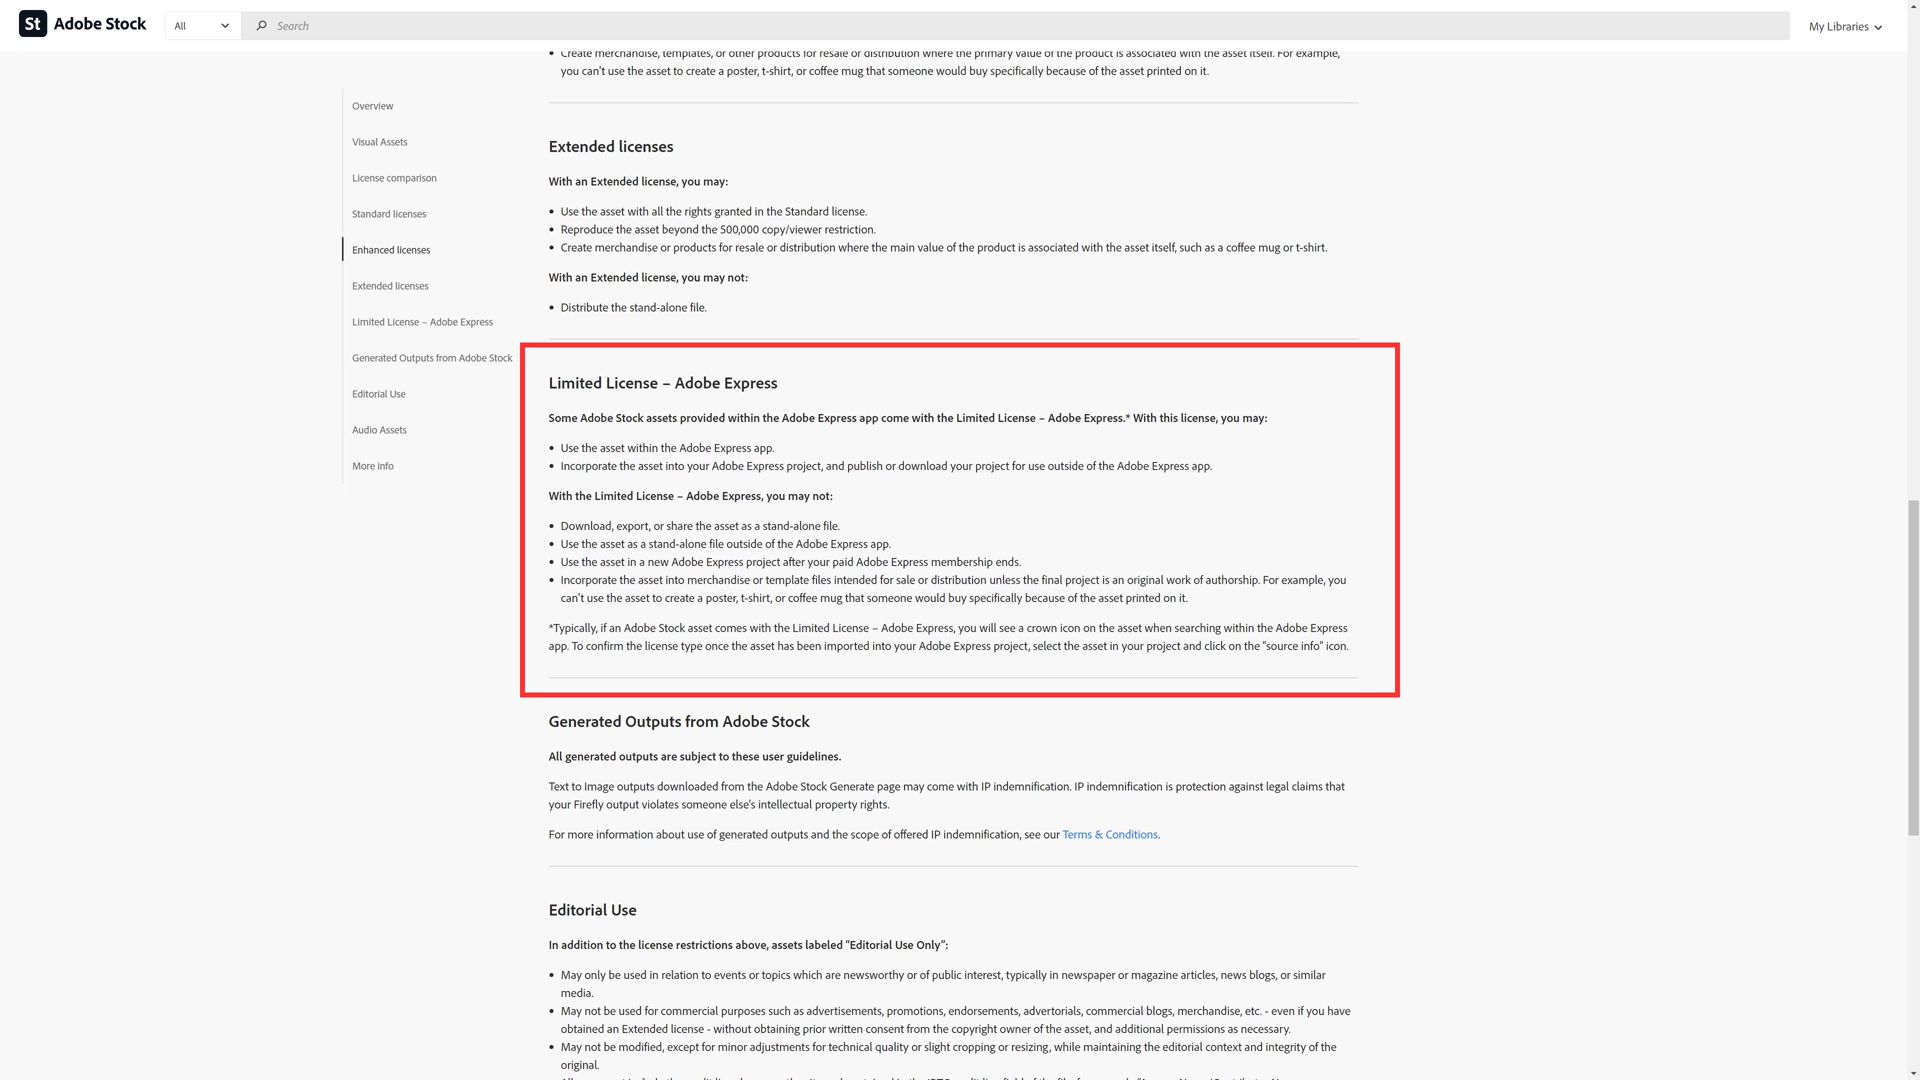 St Adobe Stock
All
Search
My Libraries
Overview
Visual Assets
License comparison
Standard licenses
Enhanced licenses
Extended licenses
Limited License – Adobe Express
Generated Outputs from Adobe Stock
Editorial Use
Audio Assets
More info
• Create merchandise, templates, or other products for resale or distribution where the primary value of the product is associated with the asset itself. For example,
you can't use the asset to create a poster, t-shirt, or coffee mug that someone would buy specifically because of the asset printed on it.
Extended licenses
With an Extended license, you may:
• Use the asset with all the rights granted in the Standard license.
• Reproduce the asset beyond the 500,000 copy/viewer restriction.
• Create merchandise or products for resale or distribution where the main value of the product is associated with the asset itself, such as a coffee mug or t-shirt.
With an Extended license, you may not:
• Distribute the stand-alone file.
Limited License – Adobe Express
Some Adobe Stock assets provided within the Adobe Express app come with the Limited License – Adobe Express.* With this license, you may:
• Use the asset within the Adobe Express app.
• Incorporate the asset into your Adobe Express project, and publish or download your project for use outside of the Adobe Express app.
With the Limited License – Adobe Express, you may not:
• Download, export, or share the asset as a stand-alone file.
• Use the asset as a stand-alone file outside of the Adobe Express app.
• Use the asset in a new Adobe Express project after your paid Adobe Express membership ends.
• Incorporate the asset into merchandise or template files intended for sale or distribution unless the final project is an original work of authorship. For example, you
can't use the asset to create a poster, t-shirt, or coffee mug that someone would buy specifically because of the asset printed on it.
*Typically, if an Adobe Stock asset comes with the Limited License – Adobe Express, you will see a crown icon on the asset when searching within the Adobe Express
app. To confirm the license type once the asset has been imported into your Adobe Express project, select the asset in your project and click on the “source info” icon.
Generated Outputs from Adobe Stock
All generated outputs are subject to these user guidelines.
Text to Image outputs downloaded from the Adobe Stock Generate page may come with IP indemnification. IP indemnification is protection against legal claims that
your Firefly output violates someone else's intellectual property rights.
For more information about use of generated outputs and the scope of offered IP indemnification, see our Terms & Conditions.
Editorial Use
In addition to the license restrictions above, assets labeled “Editorial Use Only”:
• May only be used in relation to events or topics which are newsworthy or of public interest, typically in newspaper or magazine articles, news blogs, or similar
media.
• May not be used for commercial purposes such as advertisements, promotions, endorsements, advertorials, commercial blogs, merchandise, etc. - even if you have
obtained an Extended license - without obtaining prior written consent from the copyright owner of the asset, and additional permissions as necessary.
• May not be modified, except for minor adjustments for technical quality or slight cropping or resizing, while maintaining the editorial context and integrity of the
original.